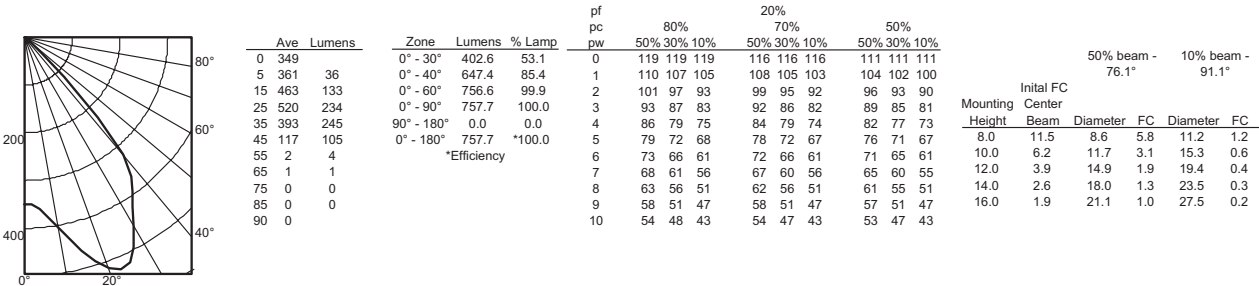 80°
60°
40°
200
400
0° 20°
Ave Lumens
0 349
5 361 36
15 463 133
25 520 234
35 393 245
45 117 105
55 2 4
65 1 1
75 0 0
85 0 0
90 0
Zone Lumens % Lamp
0° - 30° 402.6 53.1
0° - 40° 647.4 85.4
0° - 60° 756.6 99.9
0° - 90° 757.7 100.0
90° - 180° 0.0 0.0
0° - 180° 757.7 *100.0
*Efficiency
pf 20%
pc 80% 70% 50%
pw 50% 30% 10% 50% 30% 10% 50% 30% 10%
0 119 119 119 116 116 116 111 111 111
1 110 107 105 108 105 103 104 102 100
2 101 97 93 99 95 92 96 93 90
3 93 87 83 92 86 82 89 85 81
4 86 79 75 84 79 74 82 77 73
5 79 72 68 78 72 67 76 71 67
6 73 66 61 72 66 61 71 65 61
7 68 61 56 67 60 56 65 60 55
8 63 56 51 62 56 51 61 55 51
9 58 51 47 58 51 47 57 51 47
10 54 48 43 54 47 43 53 47 43
50% beam - 10% beam -
76.1° 91.1°
Inital FC
Mounting Center
Height Beam Diameter FC Diameter FC
8.0 11.5 8.6 5.8 11.2 1.2
10.0 6.2 11.7 3.1 15.3 0.6
12.0 3.9 14.9 1.9 19.4 0.4
14.0 2.6 18.0 1.3 23.5 0.3
16.0 1.9 21.1 1.0 27.5 0.2